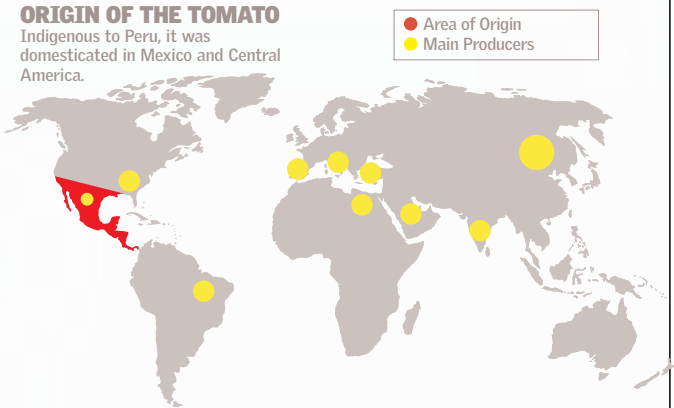 ORIGIN OF THE TOMATO
Indigenous to Peru, it was
domesticated in Mexico and Central
America.
Area of Origin
Main Producers